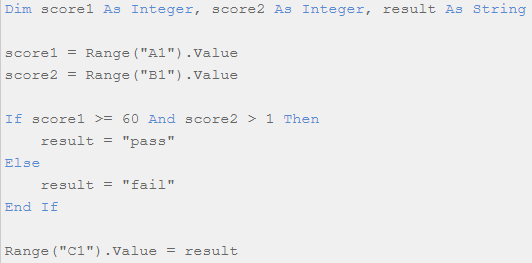 Dim score1 As Integer, score2 As Integer, result As String
score1 = Range("A1").Value
score2 = Range("B1").Value
If score1 >= 60 And score2 > 1 Then
result = "pass"
Else
result = "fail"
End If
Range("C1").Value = result